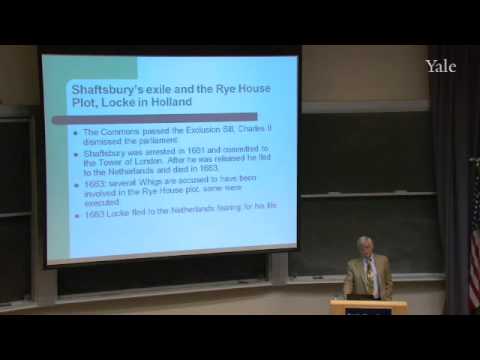 Yale
Shaftsbury's exile and the Rye House
Plot, Locke in Holland
The Commons passed the Exclusion Bill, Charles II
dismissed the parliament
Shaftsbury was arrested in 1681 and committed to
the Tower of London. After he was released he fled
to the Netherlands and died in 1683.
1683: several Whigs are accused to have been
involved in the Rye House plot, some were
executed.
1683 Locke fled to the Netherlands fearing for his life